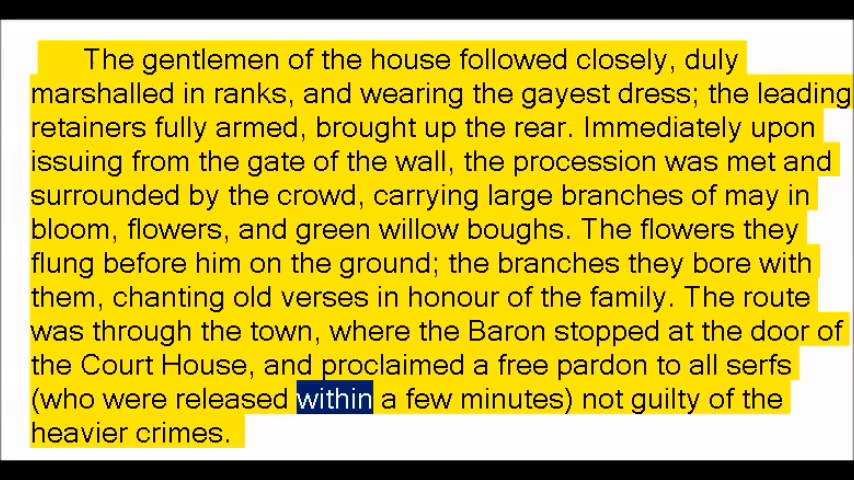 The gentlemen of the house followed closely, duly
marshalled in ranks, and wearing the gayest dress; the leading
retainers fully armed, brought up the rear. Immediately upon
issuing from the gate of the wall, the procession was met and
surrounded by the crowd, carrying large branches of may in
bloom, flowers, and green willow boughs. The flowers they
flung before him on the ground; the branches they bore with
them, chanting old verses in honour of the family. The route
was through the town, where the Baron stopped at the door of
the Court House, and proclaimed a free pardon to all serfs
(who were released within a few minutes) not guilty of the
heavier crimes.